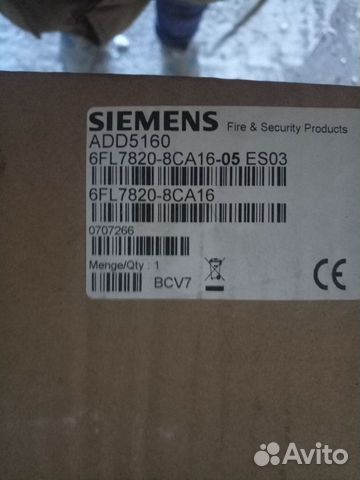 SIEMENS Fire & Security Products
ADD5160
6FL7820-8CA16-05 ES03
6FL7820-8CA16
0707266
Menge/Qty : 1
BCV7
CE
Avito